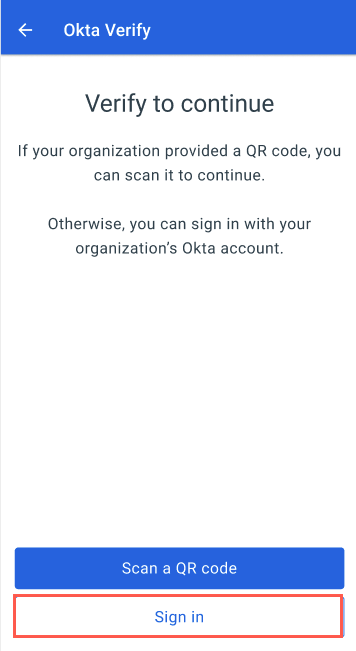 Okta Verify
Verify to continue
If your organization provided a QR code, you
can scan it to continue.
Otherwise, you can sign in with your
organization’s Okta account.
Scan a QR code
Sign in